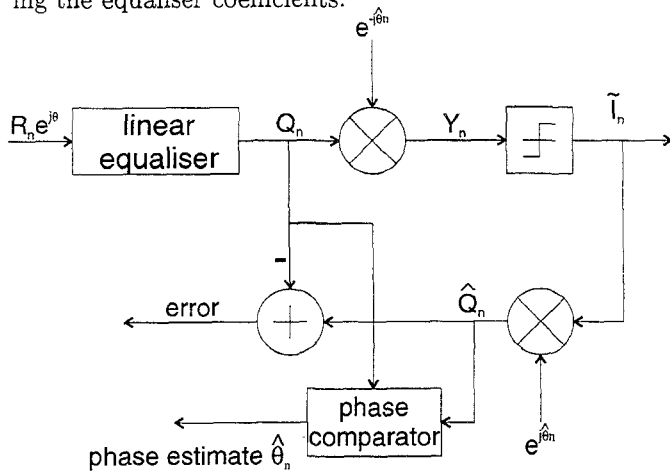 ing the equaliser coefficients.
e^{-jθ̂n}
R_n e^{jθ}
linear
equaliser
Q_n
Y_n
Ĩ_n
-
error
+
Q̂_n
phase
comparator
phase estimate θ̂_n
e^{jθ̂n}